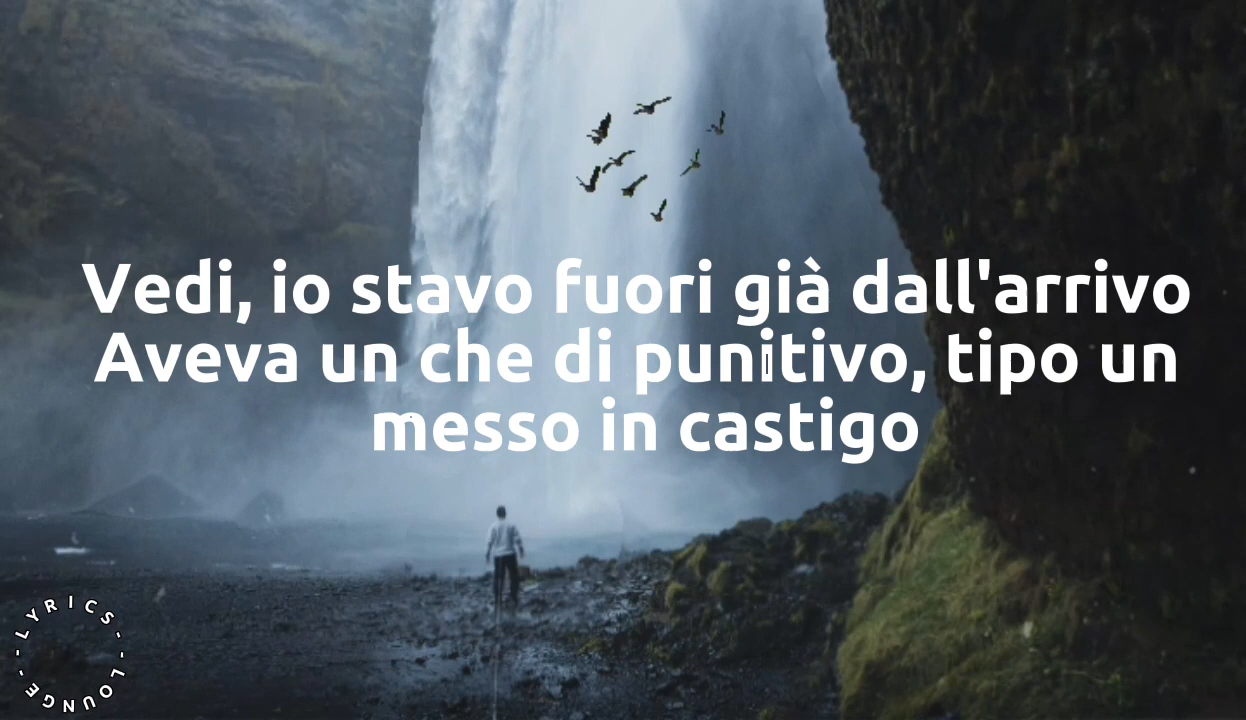 Vedi, io stavo fuori già dall'arrivo
Aveva un che di punitivo, tipo un
messo in castigo
--LYRICS--
LOUNGE